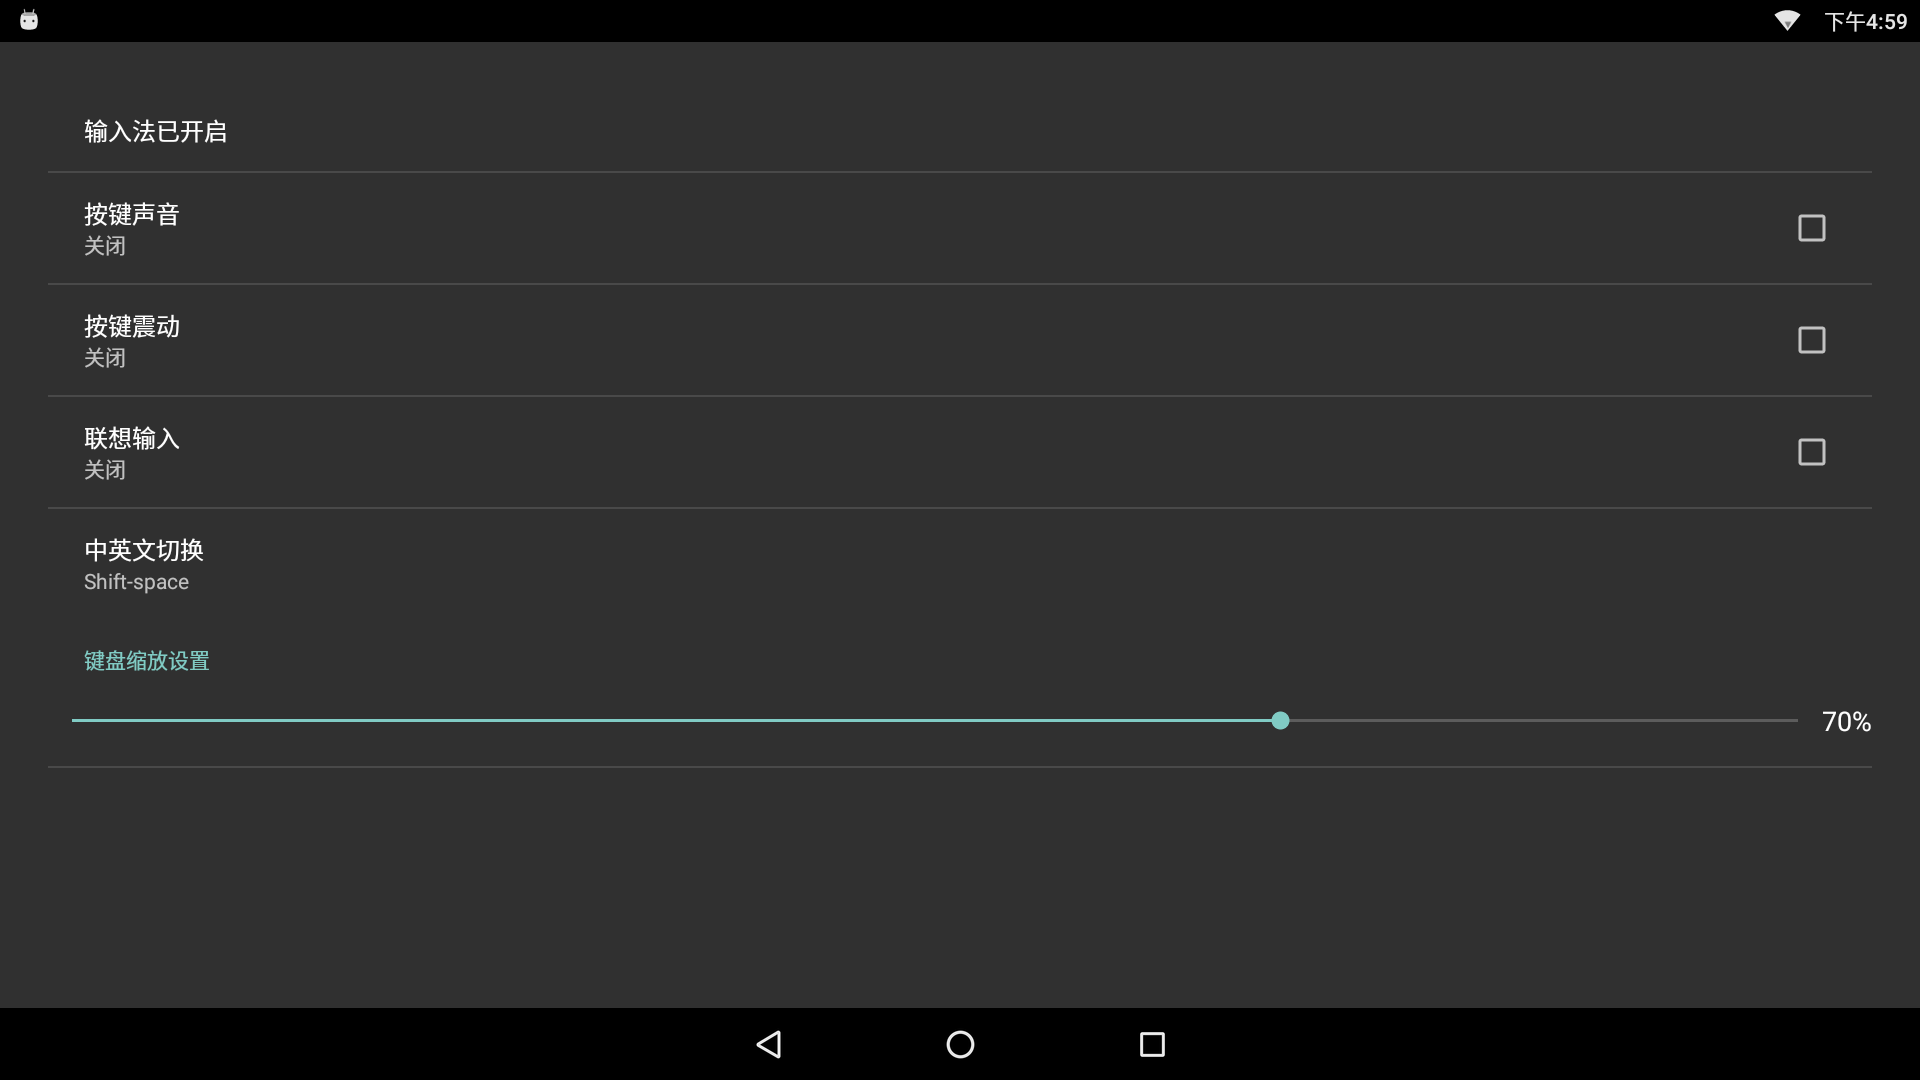 下午4:59
输入法已开启
按键声音
关闭
按键震动
关闭
联想输入
关闭
中英文切换
Shift-space
键盘缩放设置
70%